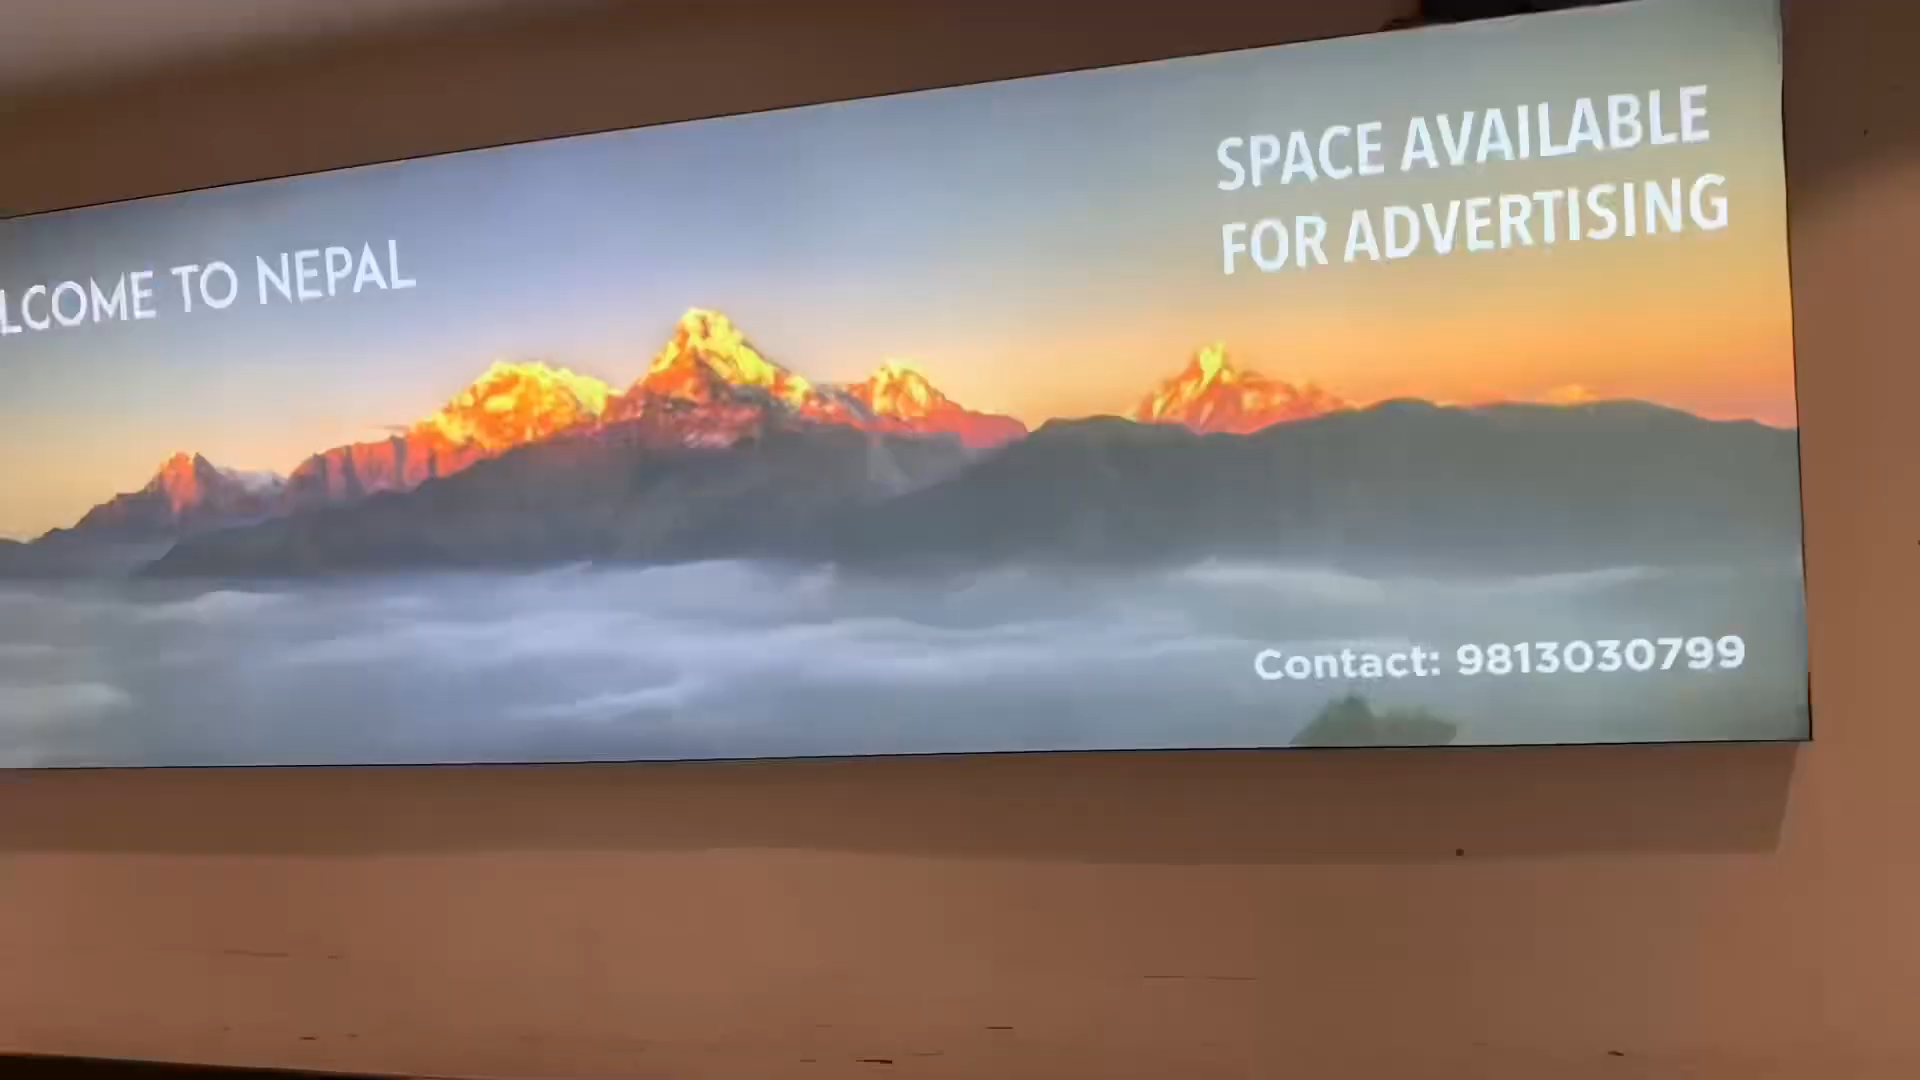 LCOME TO NEPAL
SPACE AVAILABLE
FOR ADVERTISING
Contact: 9813030799